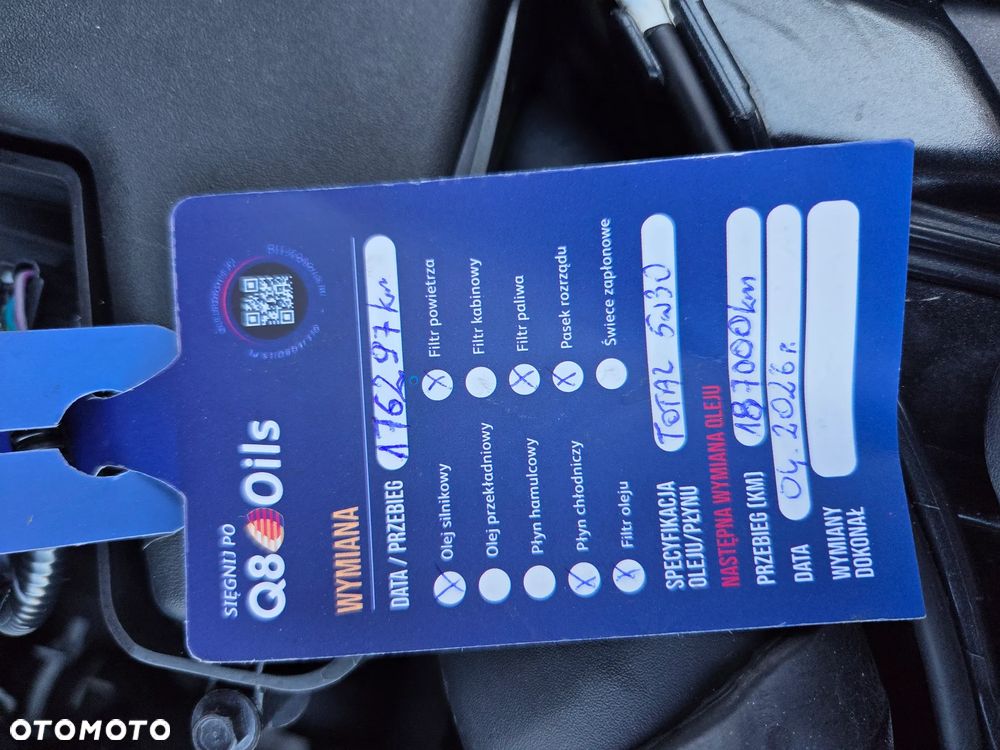 SIĘGNIJ PO
Q8 Oils
WYMIANA
DATA / PRZEBIEG 176297km
X Olej silnikowy
X Filtr powietrza
Olej przekładniowy
Filtr kabinowy
Płyn hamulcowy
X Filtr paliwa
X Płyn chłodniczy
X Pasek rozrządu
X Filtr oleju
Świece zapłonowe
SPECYFIKACJA
OLEJU/PŁYNU TOTAL 5W30
NASTĘPNA WYMIANA OLEJU
PRZEBIEG (KM) 187000km
DATA 04.2026r.
WYMIANY
DOKONAŁ
OTOMOTO